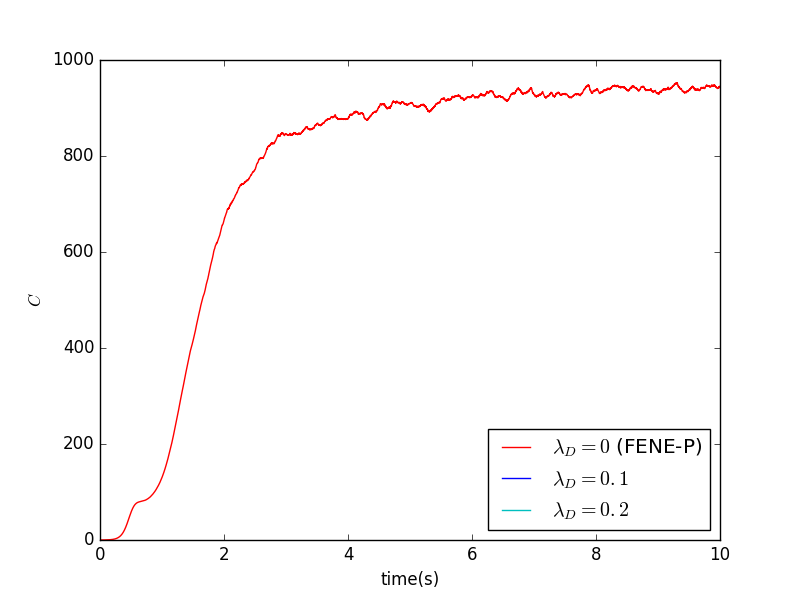 1000
800
600
400
200
0
C
0 2 4 6 8 10
time(s)
λ_D = 0 (FENE-P)
λ_D = 0.1
λ_D = 0.2